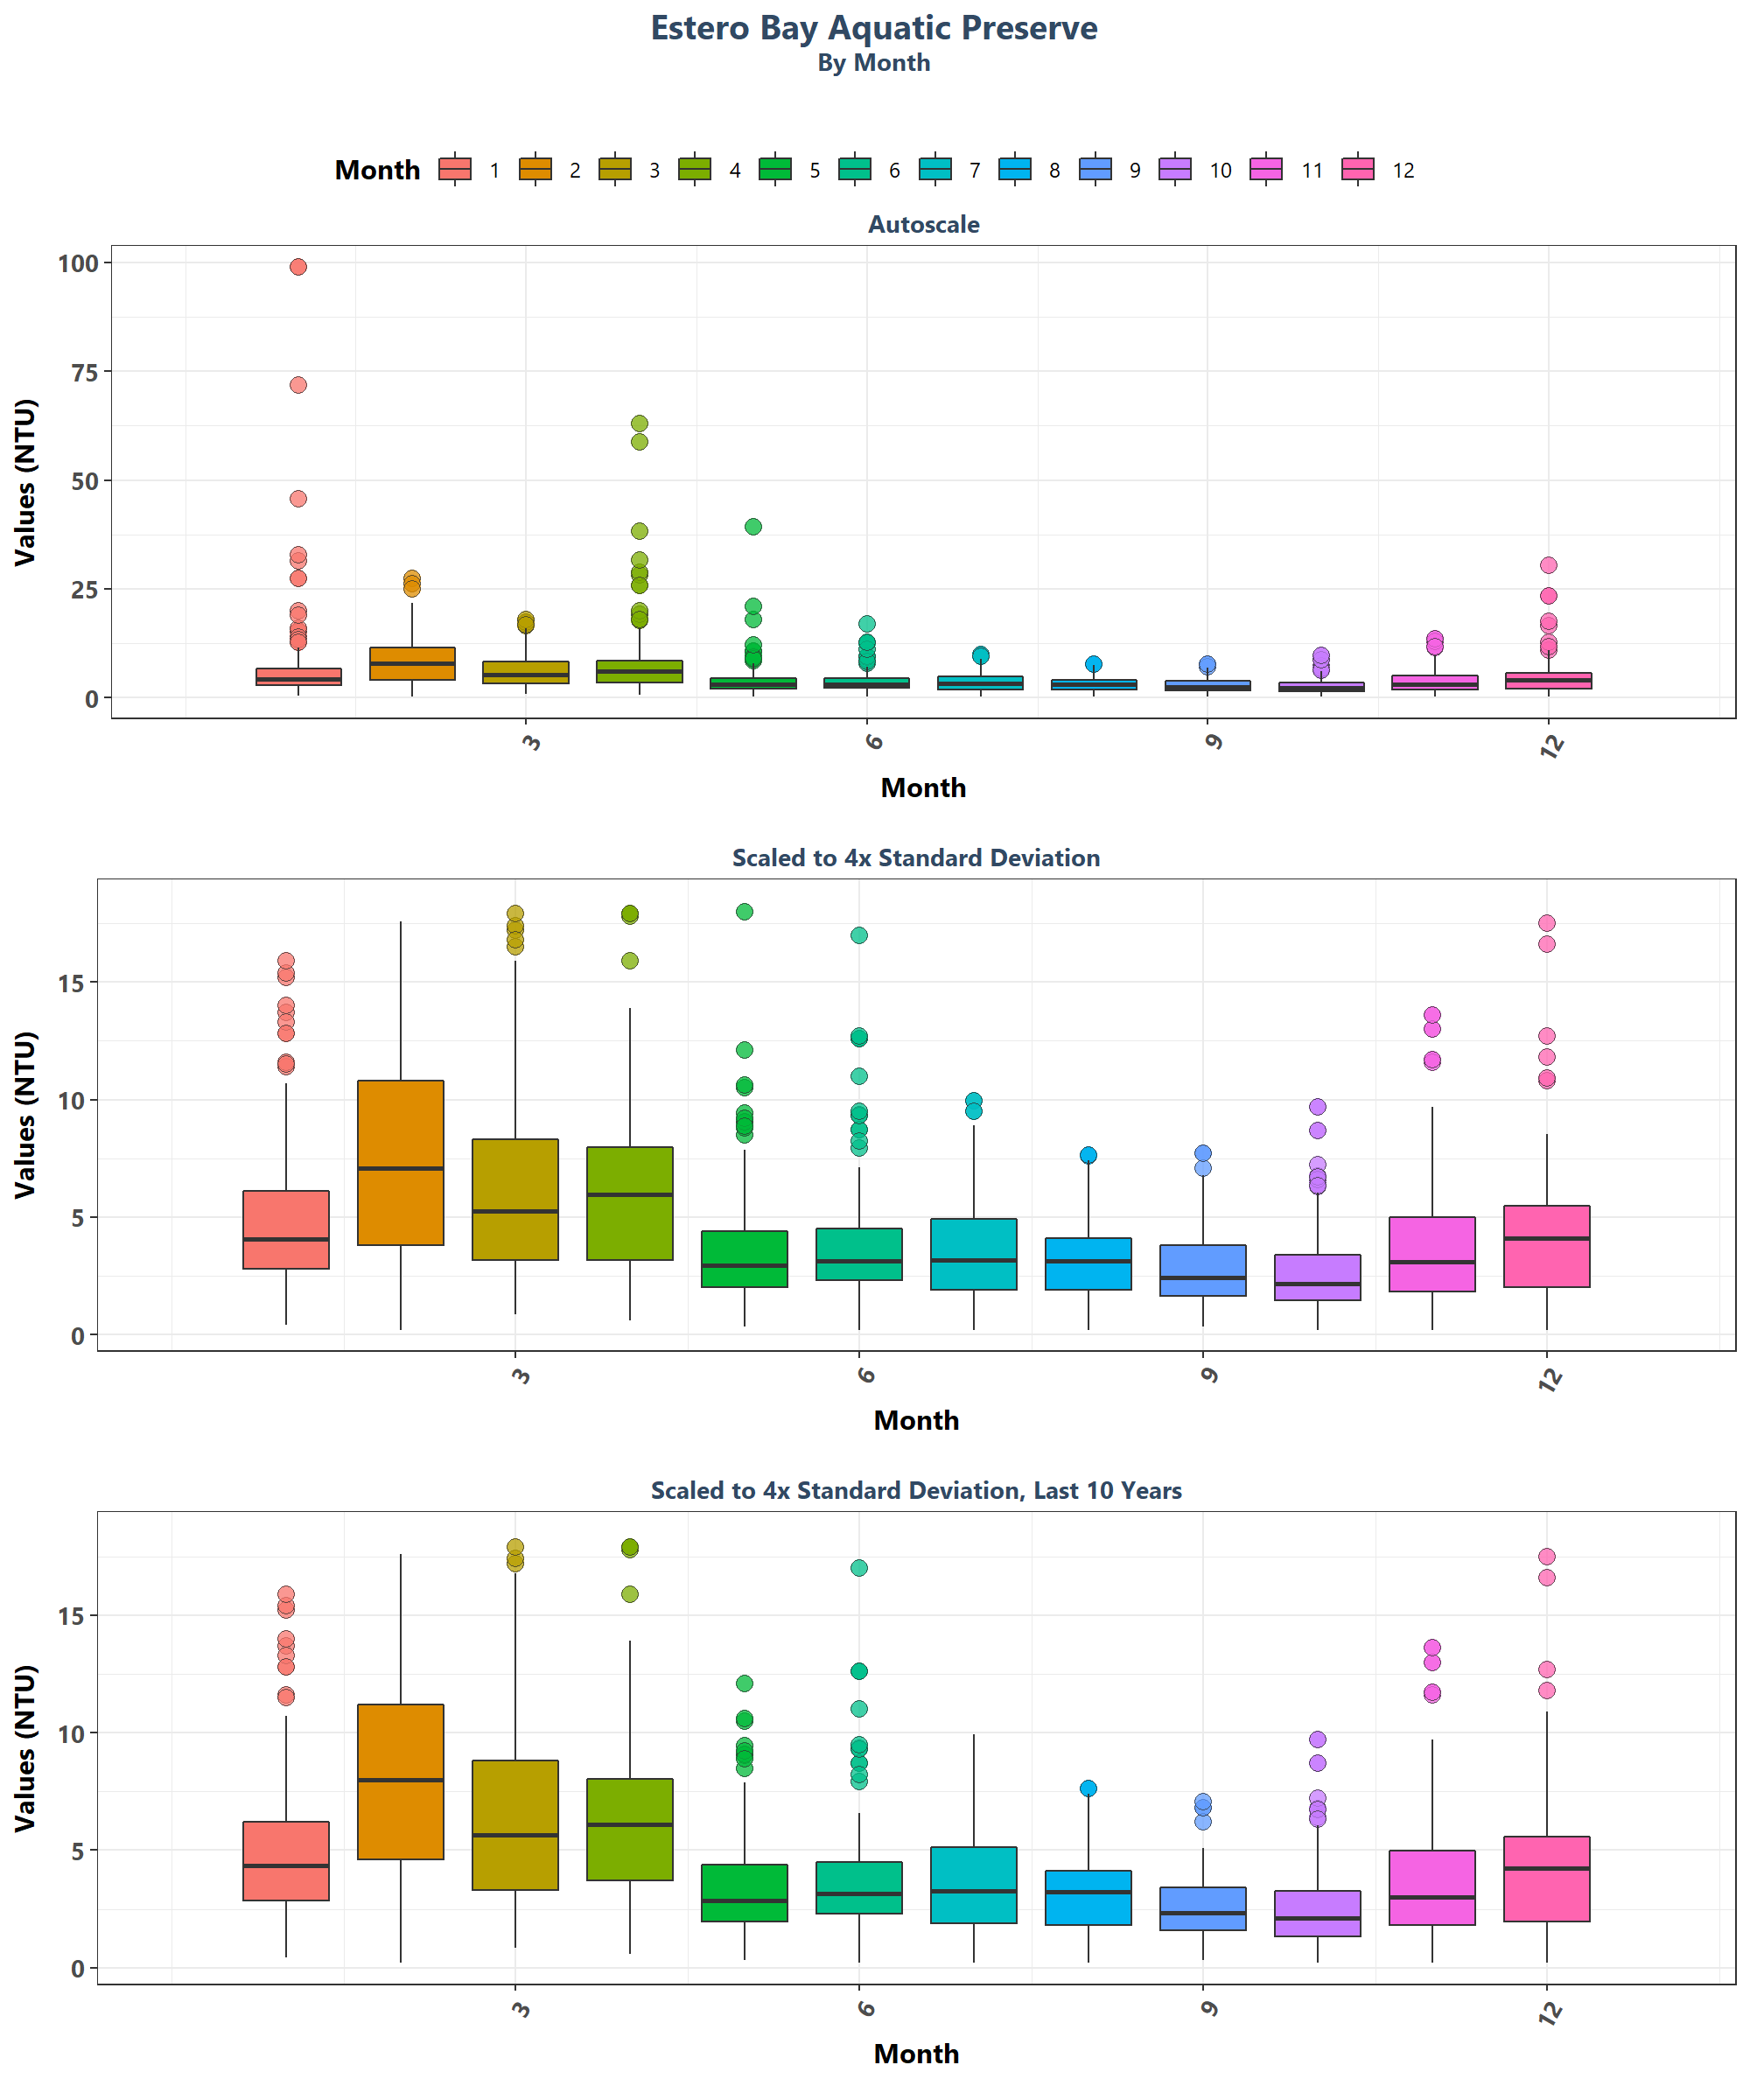 Estero Bay Aquatic Preserve
By Month
Month 1 2 3 4 5 6 7 8 9 10 11 12
Autoscale
Values (NTU)
100
75
50
25
0
3 6 9 12
Month
Scaled to 4x Standard Deviation
Values (NTU)
15
10
5
0
3 6 9 12
Month
Scaled to 4x Standard Deviation, Last 10 Years
Values (NTU)
15
10
5
0
3 6 9 12
Month